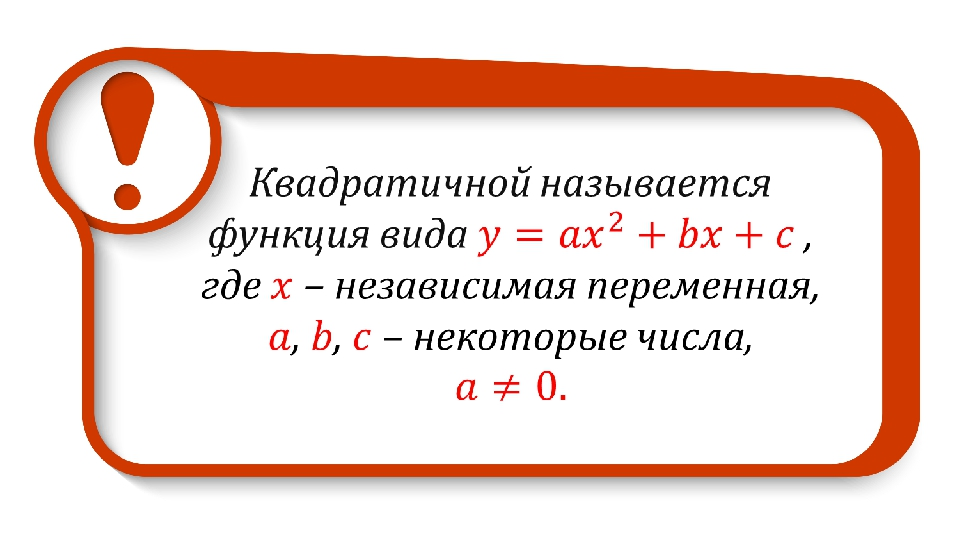 Квадратичной называется
функция вида y = ax² + bx + c ,
где x – независимая переменная,
a, b, c – некоторые числа,
a ≠ 0.